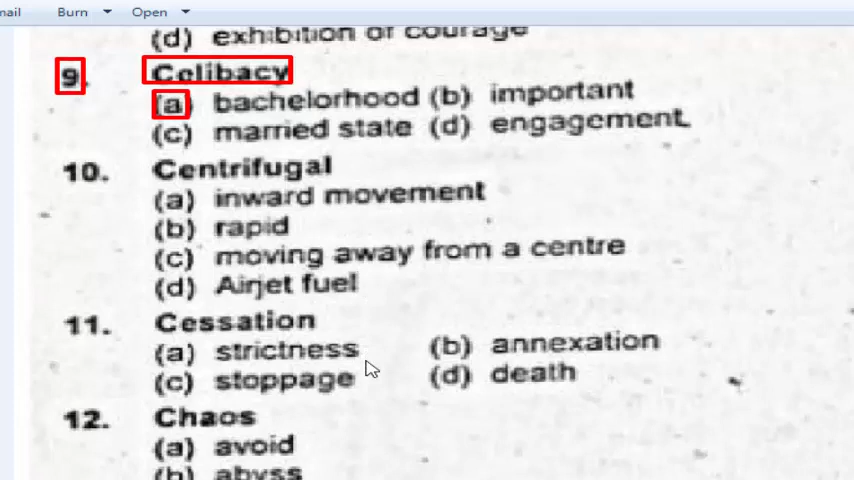 mail Burn Open
(d) exhibition of courage
9. Celibacy
(a) bachelorhood (b) important
(c) married state (d) engagement
10. Centrifugal
(a) inward movement
(b) rapid
(c) moving away from a centre
(d) Airjet fuel
11. Cessation
(a) strictness (b) annexation
(c) stoppage (d) death
12. Chaos
(a) avoid
(b) abyss